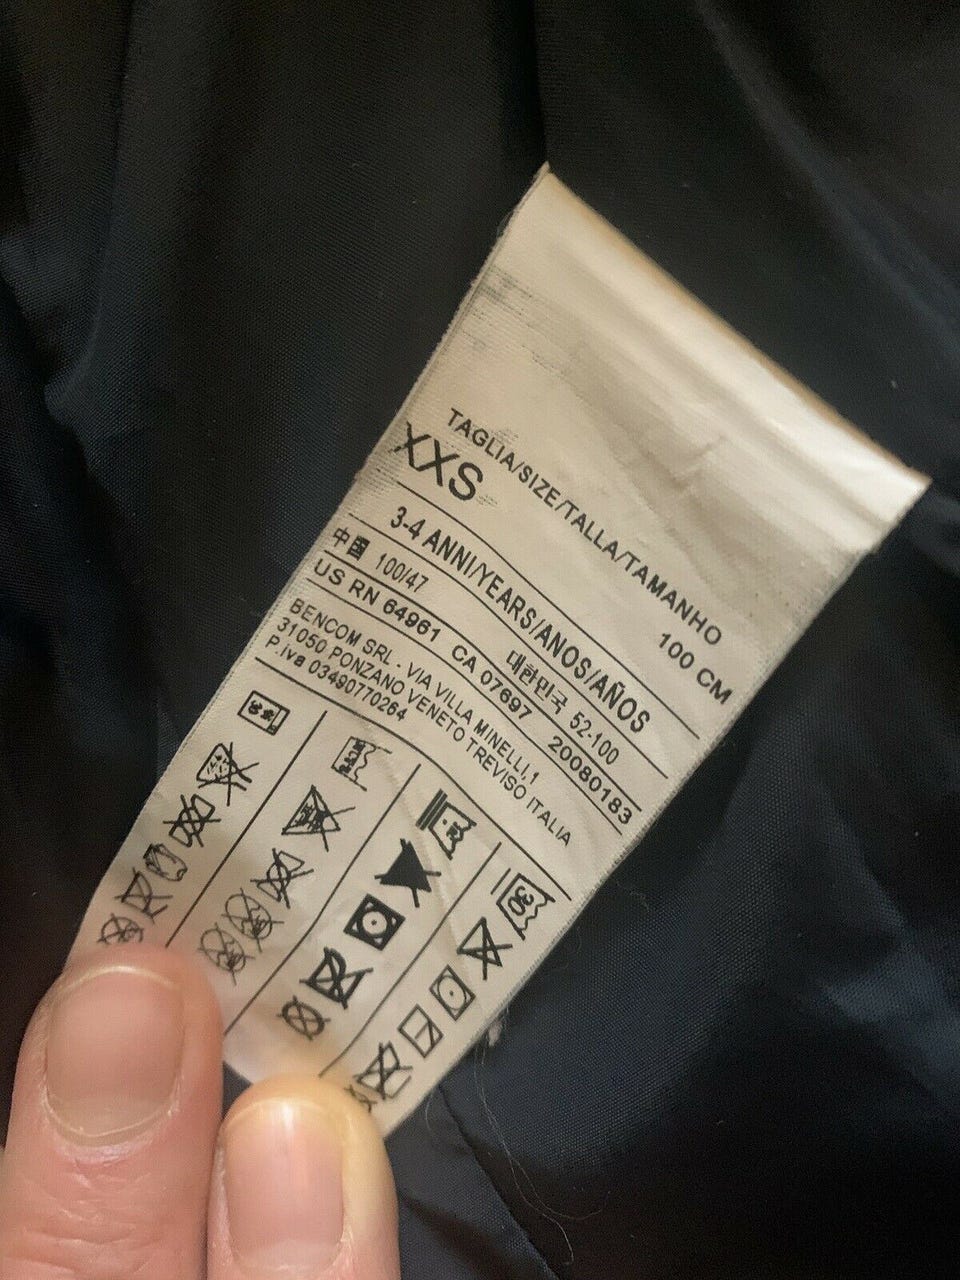 TAGLIA/SIZE/TALLA/TAMANHO
XXS 100 CM
3-4 ANNI/YEARS/ANOS/AÑOS
中国 100/47 대한민국 52-100
US RN 64961 CA 07697 20080183
BENCOM SRL - VIA VILLA MINELLI,1
31050 PONZANO VENETO TREVISO ITALIA
P.iva 03490770264
30